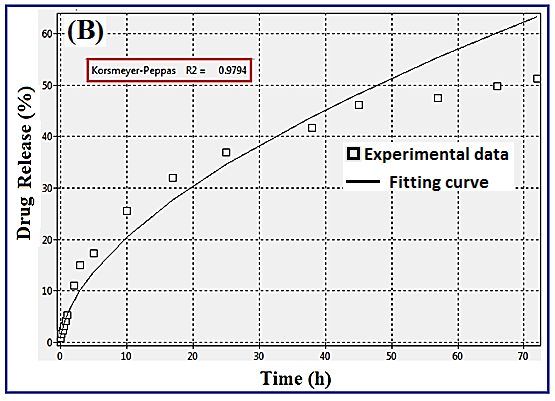 (B)
Korsmeyer-Peppas R2 = 0.9794
60
50
40
30
20
10
0
Drug Release (%)
Experimental data
Fitting curve
0 10 20 30 40 50 60 70
Time (h)